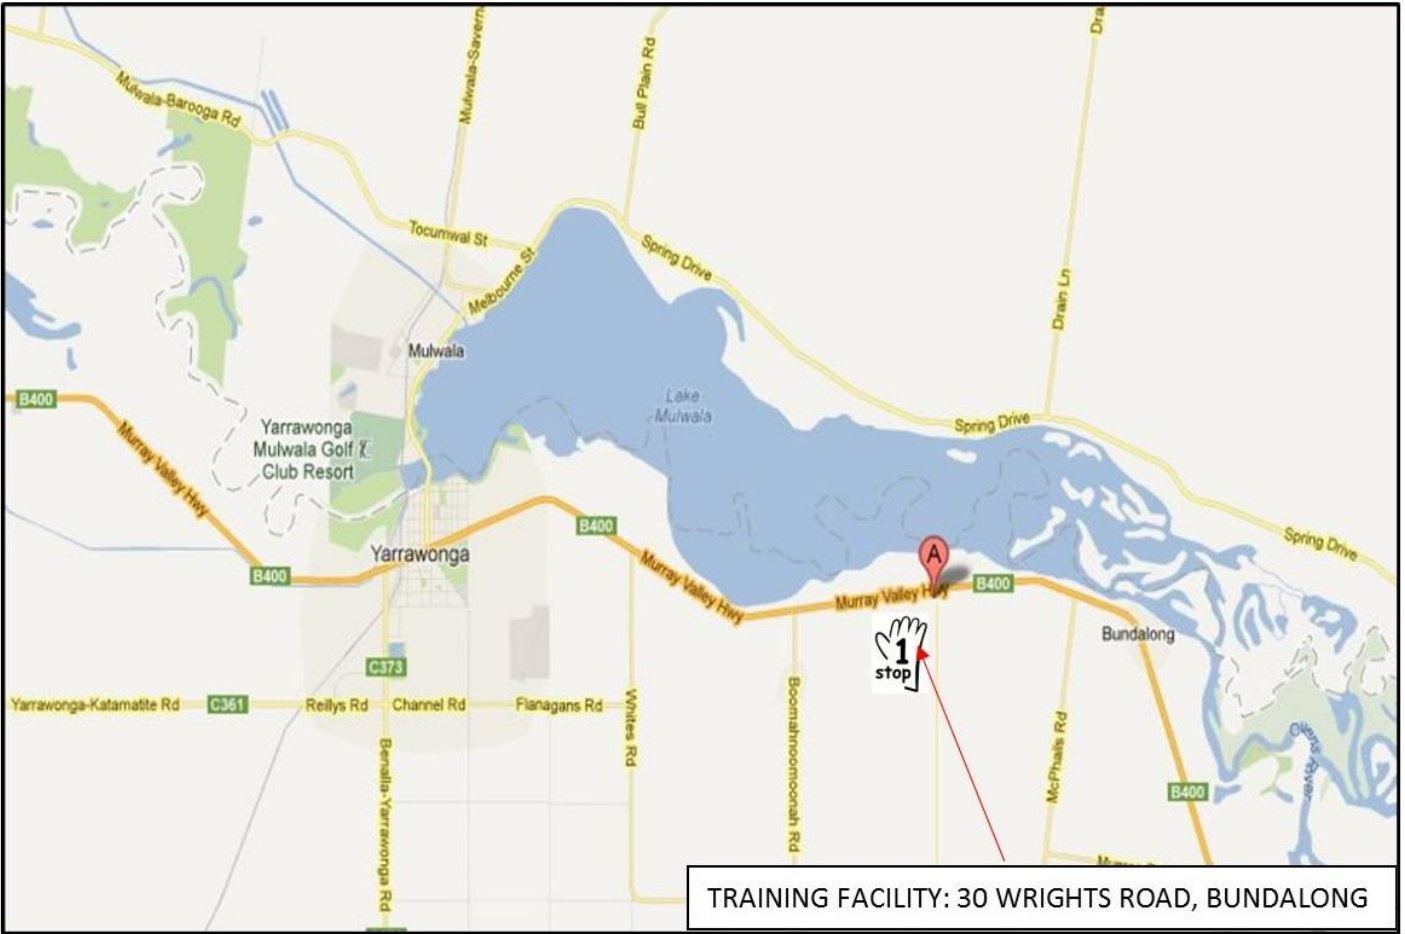 Mulwala-Barooga Rd
Mulwala-Savern
Bull Plain Rd
Dra
Tocumwal St
Melbourne St
Spring Drive
Drain Ln
Mulwala
Lake
Mulwala
B400
Murray Valley Hwy
Yarrawonga
Mulwala Golf
Club Resort
Spring Drive
Spring Drive
B400
Yarrawonga
B400
Murray Valley Hwy
A
Murray Valley Hwy
B400
1
stop
Bundalong
C373
Yarrawonga-Katamatite Rd
C361
Reillys Rd
Channel Rd
Flanagans Rd
Whites Rd
Boomahnoomoonah Rd
McPhails Rd
Benalla-Yarrawonga Rd
Ovens River
B400
TRAINING FACILITY: 30 WRIGHTS ROAD, BUNDALONG